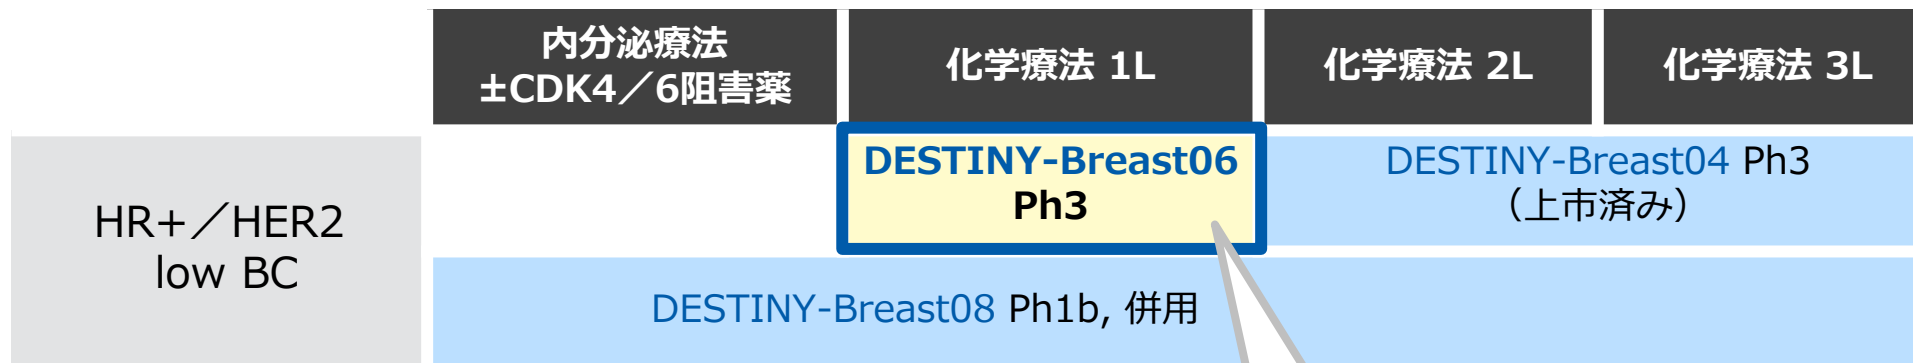 内分泌療法
±CDK4／6阻害薬
化学療法 1L
化学療法 2L
化学療法 3L
HR+／HER2
low BC
DESTINY-Breast06
Ph3
DESTINY-Breast04 Ph3
（上市済み）
DESTINY-Breast08 Ph1b, 併用